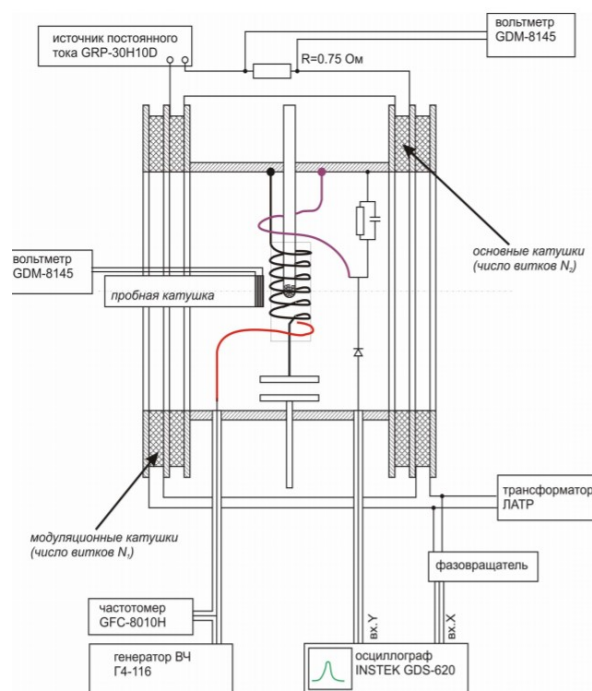 источник постоянного
тока GRP-30H10D
R=0.75 Ом
вольтметр
GDM-8145
вольтметр
GDM-8145
пробная катушка
основные катушки
(число витков N₂)
модуляционные катушки
(число витков N₁)
трансформатор
ЛАТР
фазовращатель
частотомер
GFC-8010H
генератор ВЧ
Г4-116
вх.Y
вх.X
осциллограф
INSTEK GDS-620